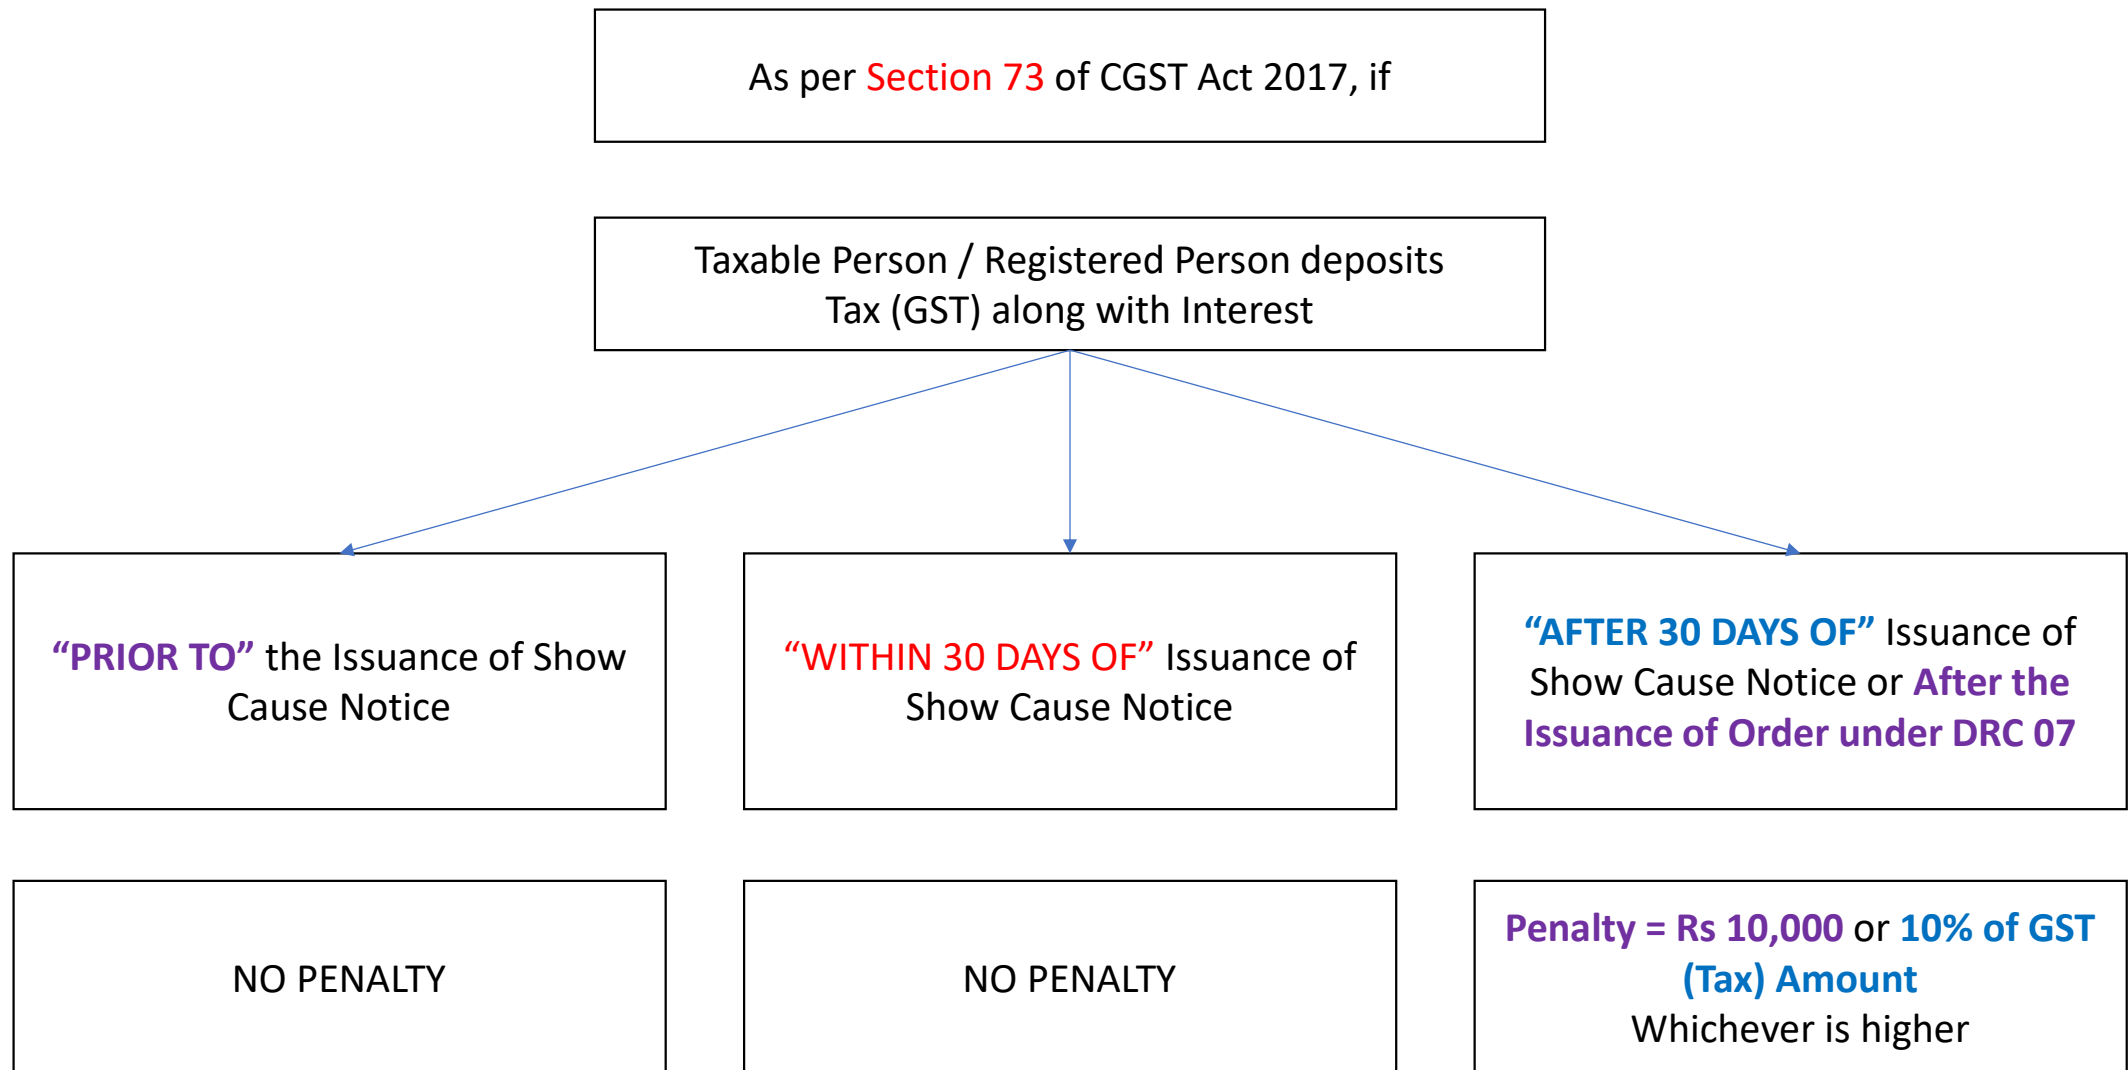 As per Section 73 of CGST Act 2017, if
Taxable Person / Registered Person deposits
Tax (GST) along with Interest
“PRIOR TO” the Issuance of Show
Cause Notice
“WITHIN 30 DAYS OF” Issuance of
Show Cause Notice
“AFTER 30 DAYS OF” Issuance of
Show Cause Notice or After the
Issuance of Order under DRC 07
NO PENALTY
NO PENALTY
Penalty = Rs 10,000 or 10% of GST
(Tax) Amount
Whichever is higher